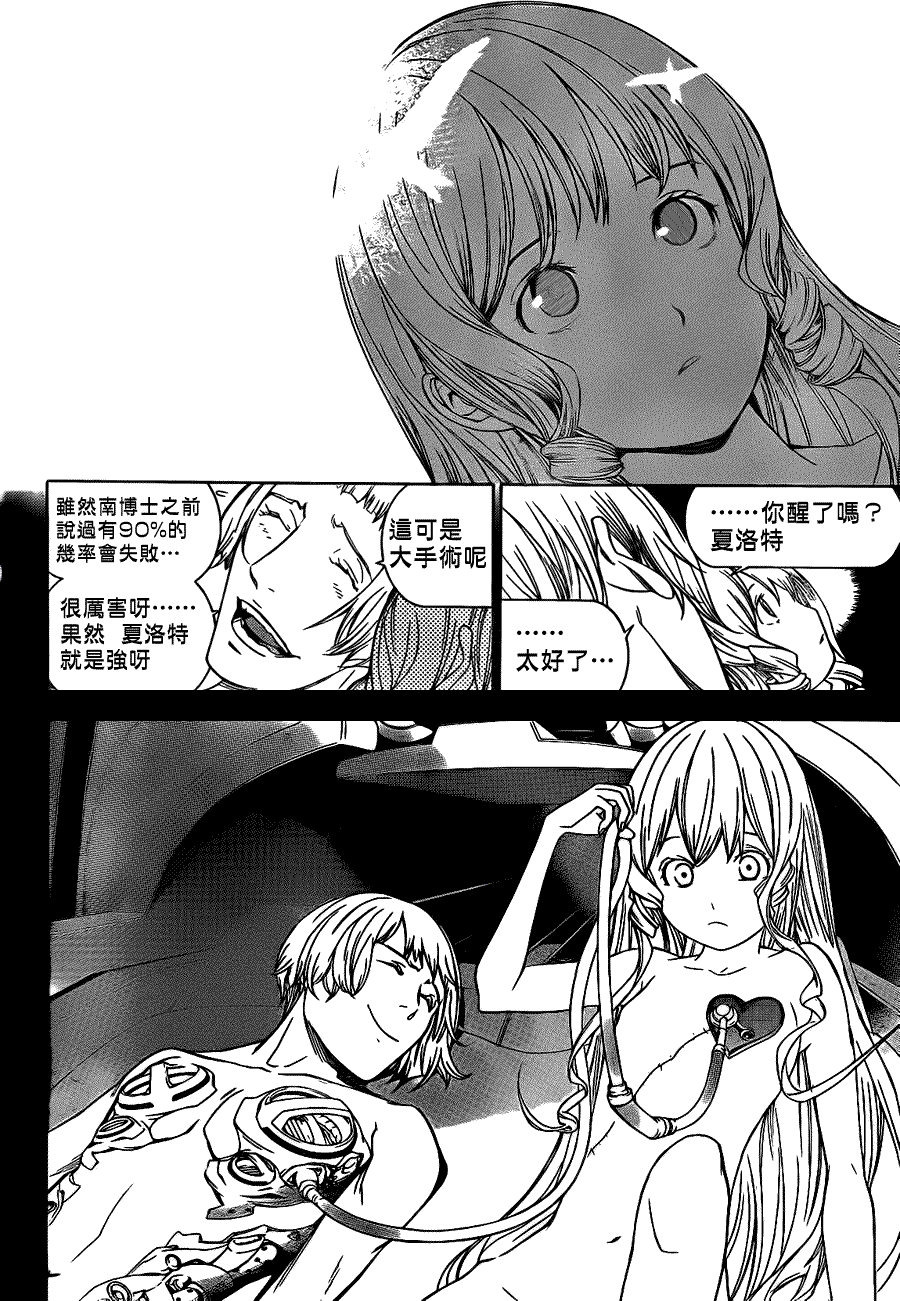 ……你醒了嗎？
夏洛特
……
太好了…
這可是
大手術呢
雖然南博士之前
說過有90%的
幾率會失敗…
很厲害呀……
果然 夏洛特
就是強呀